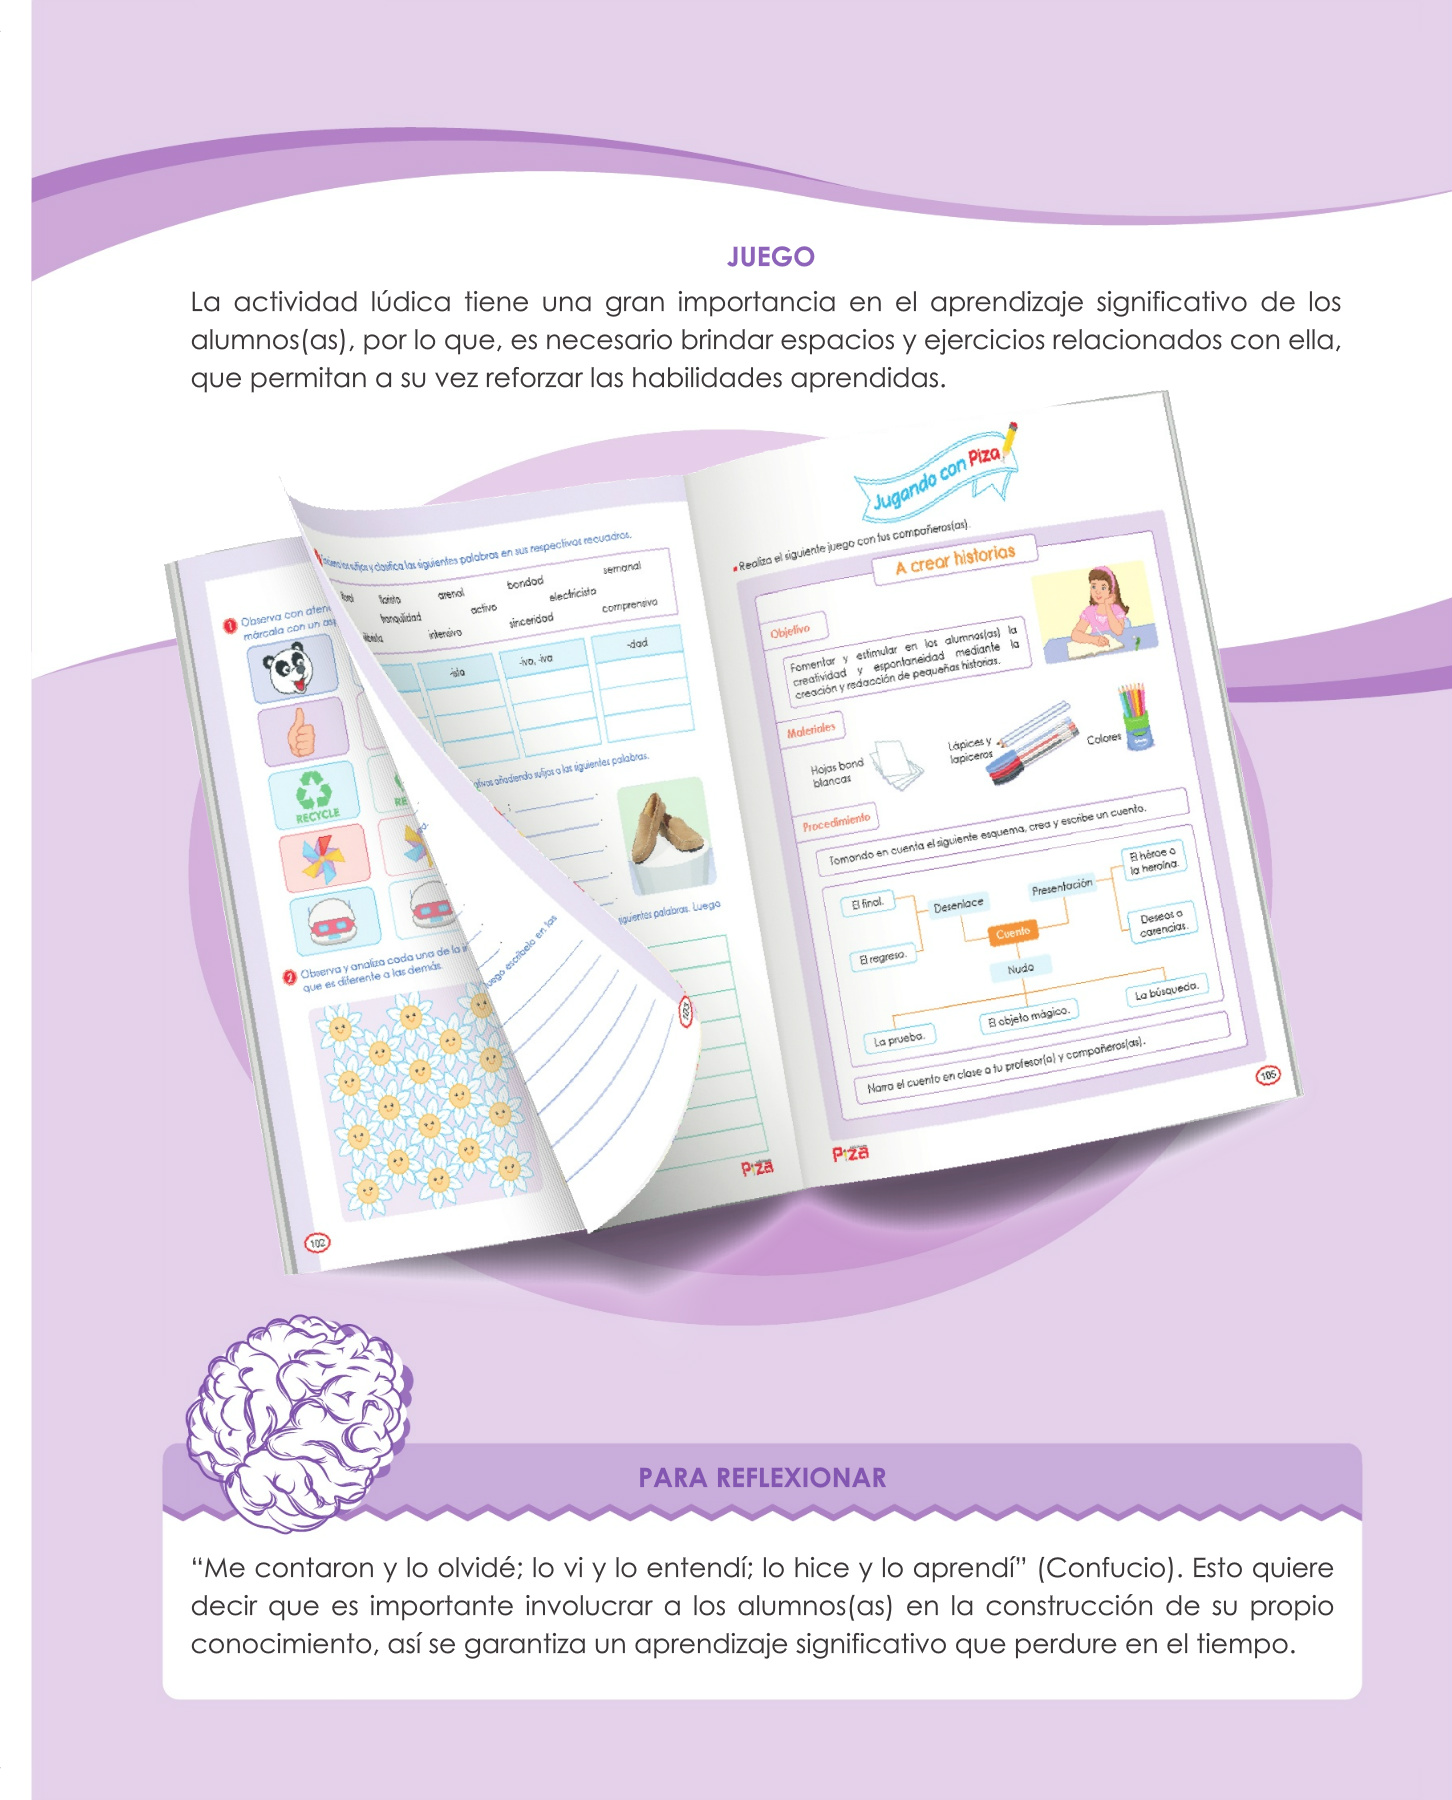 JUEGO
La actividad lúdica tiene una gran importancia en el aprendizaje significativo de los
alumnos(as), por lo que, es necesario brindar espacios y ejercicios relacionados con ella,
que permitan a su vez reforzar las habilidades aprendidas.
1 Observa con aten
márcala con un as
RECYCLE
RE
2 Observa y analiza cada una de la
que es diferente a las demás.
102
sufijos y clasifica las siguientes palabras en sus respectivos recuadros.
arenal bondad semanal
tranquilidad activo electricista
intensivo sinceridad comprensivo
-ista -ivo, -iva -dad
añadiendo sufijos a las siguientes palabras.
siguientes palabras. Luego
luego escríbelo en las
103
Piza
Jugando con Piza
Realiza el siguiente juego con tus compañeros(as).
A crear historias
Objetivo
Fomentar y estimular en los alumnos(as) la
creatividad y espontaneidad mediante la
creación y redacción de pequeñas historias.
Materiales
Hojas bond
blancas
Lápices y
lapiceros
Colores
Procedimiento
Tomando en cuenta el siguiente esquema, crea y escribe un cuento.
El final.
Desenlace
Presentación
El héroe o
la heroína.
El regreso.
Cuento
Deseos o
carencias.
Nudo
La prueba.
El objeto mágico.
La búsqueda.
Narra el cuento en clase a tu profesor(a) y compañeros(as).
Piza
105
PARA REFLEXIONAR
“Me contaron y lo olvidé; lo vi y lo entendí; lo hice y lo aprendí” (Confucio). Esto quiere
decir que es importante involucrar a los alumnos(as) en la construcción de su propio
conocimiento, así se garantiza un aprendizaje significativo que perdure en el tiempo.